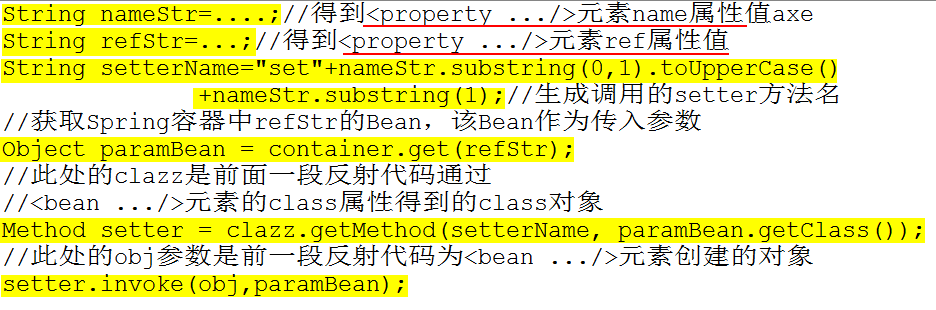 String nameStr=....;//得到<property .../>元素name属性值axe
String refStr=...;//得到<property .../>元素ref属性值
String setterName="set"+nameStr.substring(0,1).toUpperCase()
+nameStr.substring(1);//生成调用的setter方法名
//获取Spring容器中refStr的Bean，该Bean作为传入参数
Object paramBean = container.get(refStr);
//此处的clazz是前面一段反射代码通过
//<bean .../>元素的class属性得到的class对象
Method setter = clazz.getMethod(setterName, paramBean.getClass());
//此处的obj参数是前一段反射代码为<bean .../>元素创建的对象
setter.invoke(obj,paramBean);